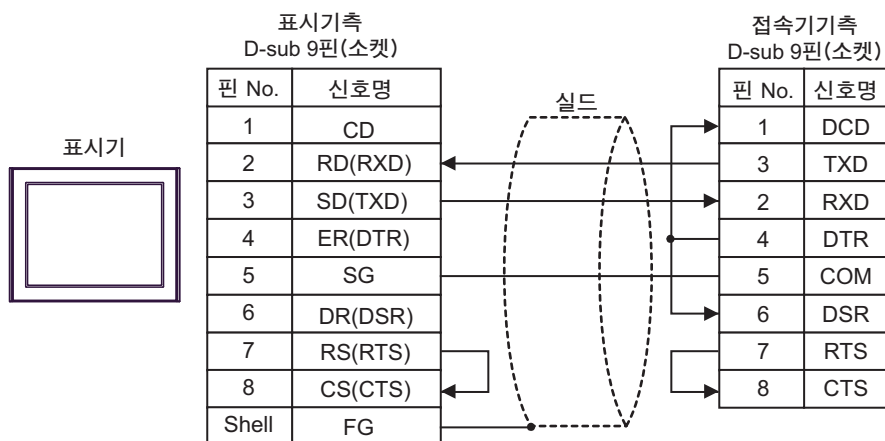 표시기측
D-sub 9핀(소켓)
접속기기측
D-sub 9핀(소켓)
표시기
실드
핀 No. 신호명
1 CD
2 RD(RXD)
3 SD(TXD)
4 ER(DTR)
5 SG
6 DR(DSR)
7 RS(RTS)
8 CS(CTS)
Shell FG
핀 No. 신호명
1 DCD
3 TXD
2 RXD
4 DTR
5 COM
6 DSR
7 RTS
8 CTS